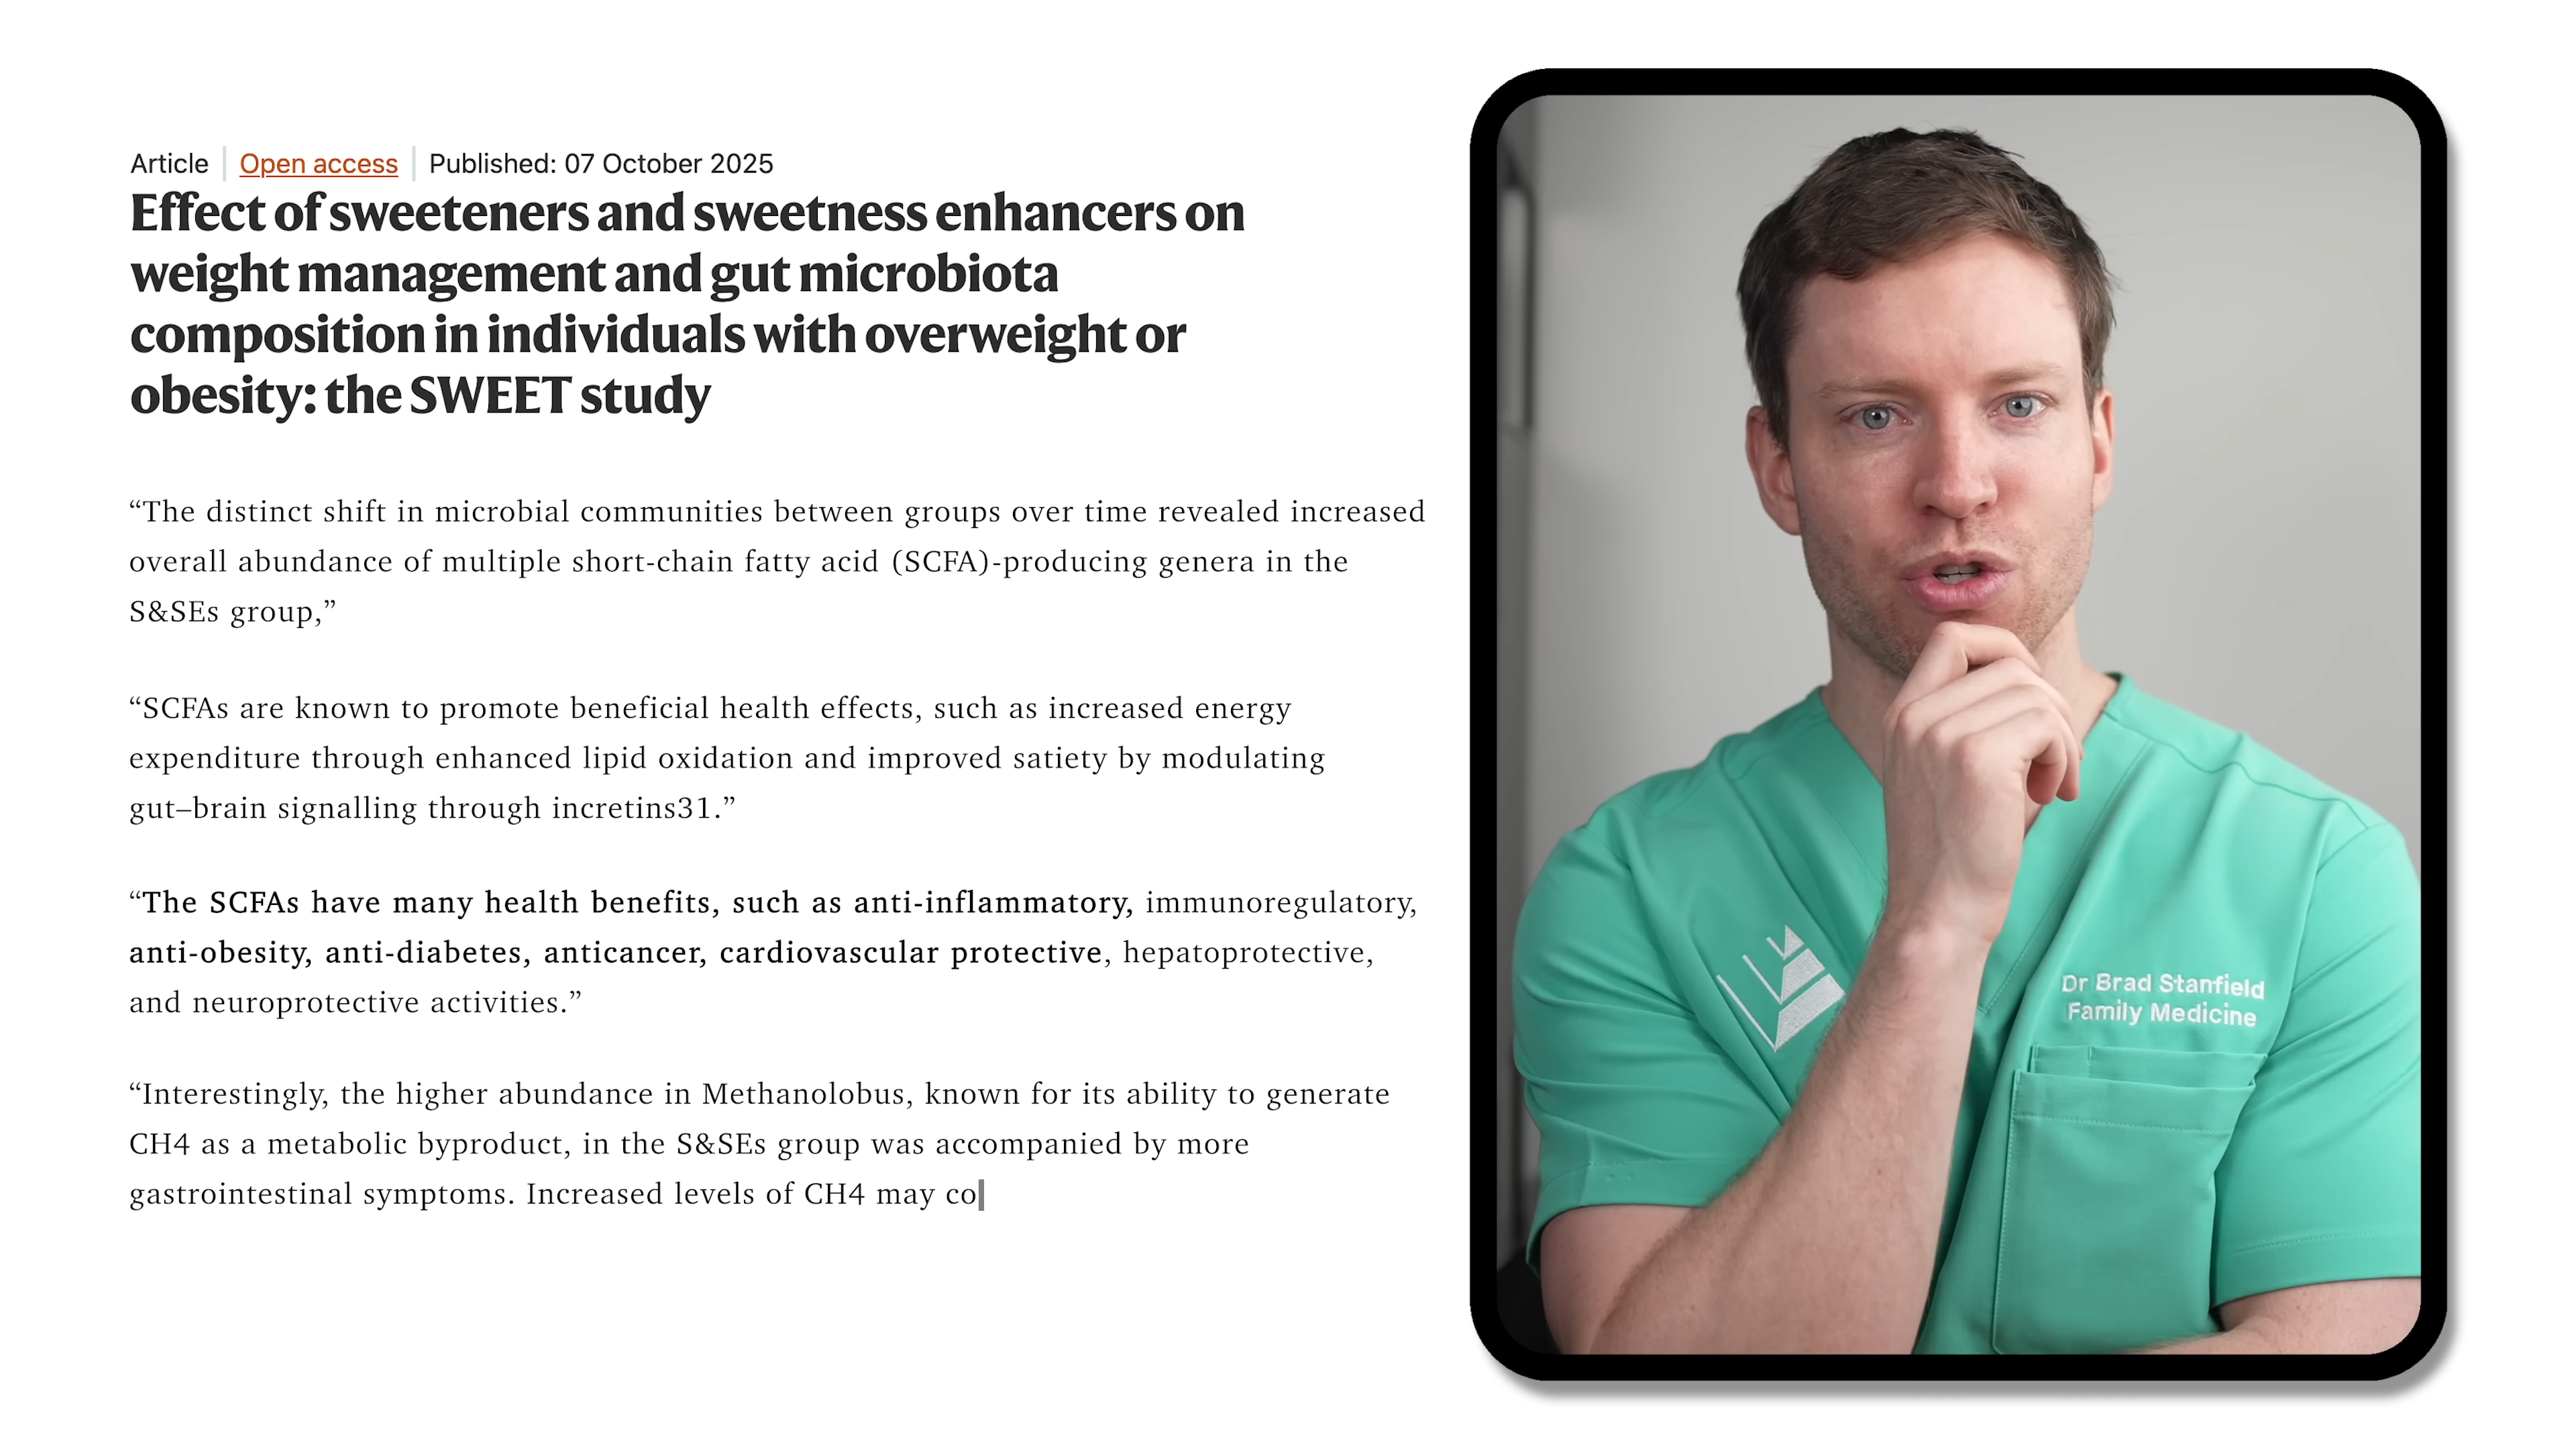 Article | Open access | Published: 07 October 2025
Effect of sweeteners and sweetness enhancers on
weight management and gut microbiota
composition in individuals with overweight or
obesity: the SWEET study
“The distinct shift in microbial communities between groups over time revealed increased
overall abundance of multiple short-chain fatty acid (SCFA)-producing genera in the
S&SEs group,”
“SCFAs are known to promote beneficial health effects, such as increased energy
expenditure through enhanced lipid oxidation and improved satiety by modulating
gut–brain signalling through incretins31.”
“The SCFAs have many health benefits, such as anti-inflammatory, immunoregulatory,
anti-obesity, anti-diabetes, anticancer, cardiovascular protective, hepatoprotective,
and neuroprotective activities.”
“Interestingly, the higher abundance in Methanolobus, known for its ability to generate
CH4 as a metabolic byproduct, in the S&SEs group was accompanied by more
gastrointestinal symptoms. Increased levels of CH4 may co
Dr Brad Stanfield
Family Medicine